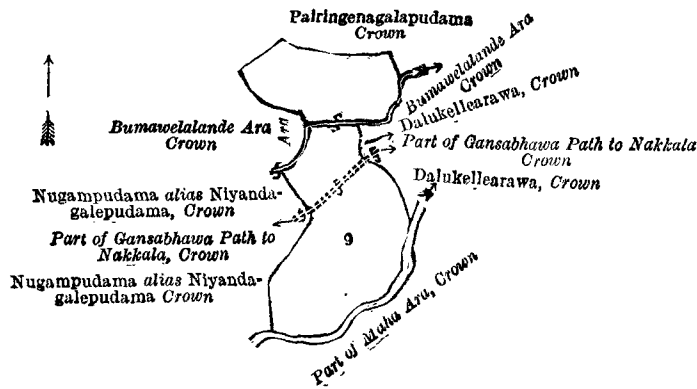 Pairingenagalapudama
Crown
Bumawelalande Ara
Crown
Dalukellearawa, Crown
Bumawelalande Ara
Crown
Ara
Part of Gansabhawa Path to Nakkala
Crown
Dalukellearawa, Crown
Nugampudama alias Niyanda-
galepudama, Crown
Part of Gansabhawa Path to
Nakkala, Crown
9
Nugampudama alias Niyanda-
galepudama Crown
Part of Maha Ara, Crown